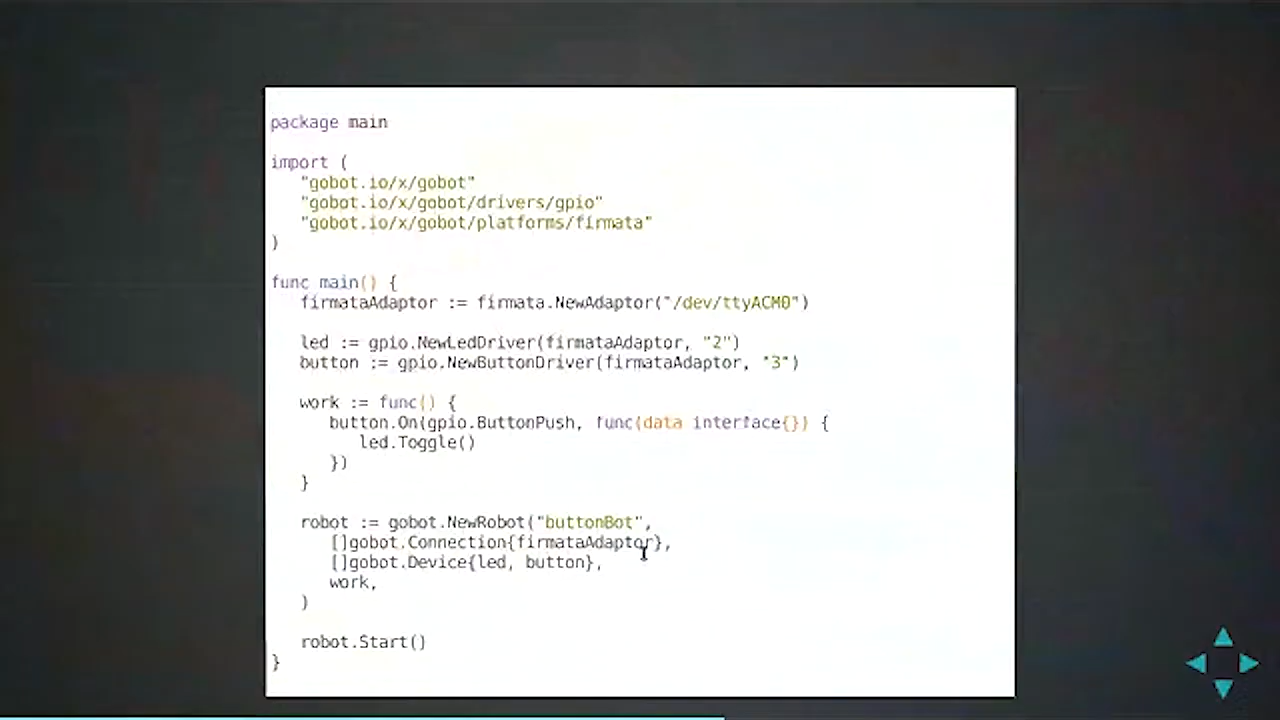 package main
import (
"gobot.io/x/gobot"
"gobot.io/x/gobot/drivers/gpio"
"gobot.io/x/gobot/platforms/firmata"
)
func main() {
firmataAdaptor := firmata.NewAdaptor("/dev/ttyACM0")
led := gpio.NewLedDriver(firmataAdaptor, "2")
button := gpio.NewButtonDriver(firmataAdaptor, "3")
work := func() {
button.On(gpio.ButtonPush, func(data interface{}) {
led.Toggle()
})
}
robot := gobot.NewRobot("buttonBot",
[]gobot.Connection{firmataAdaptor},
[]gobot.Device{led, button},
work,
)
robot.Start()
}